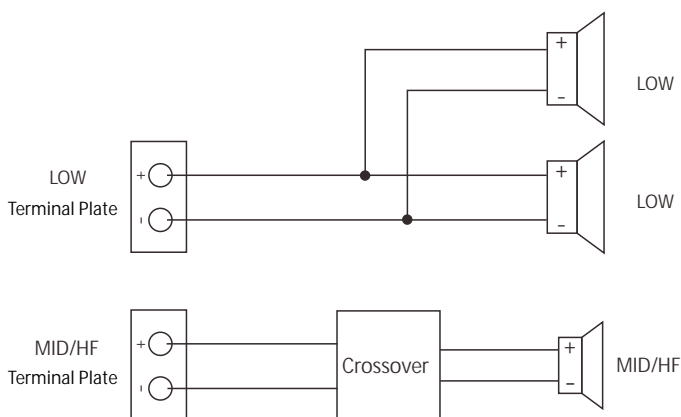 +
LOW
-
LOW
Terminal Plate
+
-
+
LOW
-
MID/HF
Terminal Plate
+
-
Crossover
+
-
MID/HF